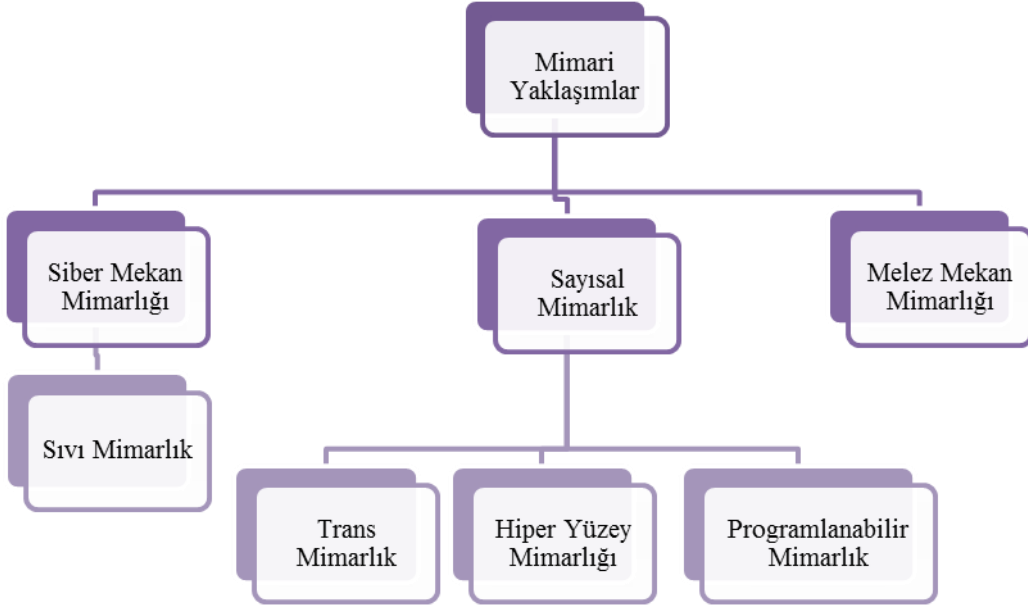 Mimari
Yaklaşımlar
Siber Mekan
Mimarlığı
Sayısal
Mimarlık
Melez Mekan
Mimarlığı
Sıvı Mimarlık
Trans
Mimarlık
Hiper Yüzey
Mimarlığı
Programlanabilir
Mimarlık